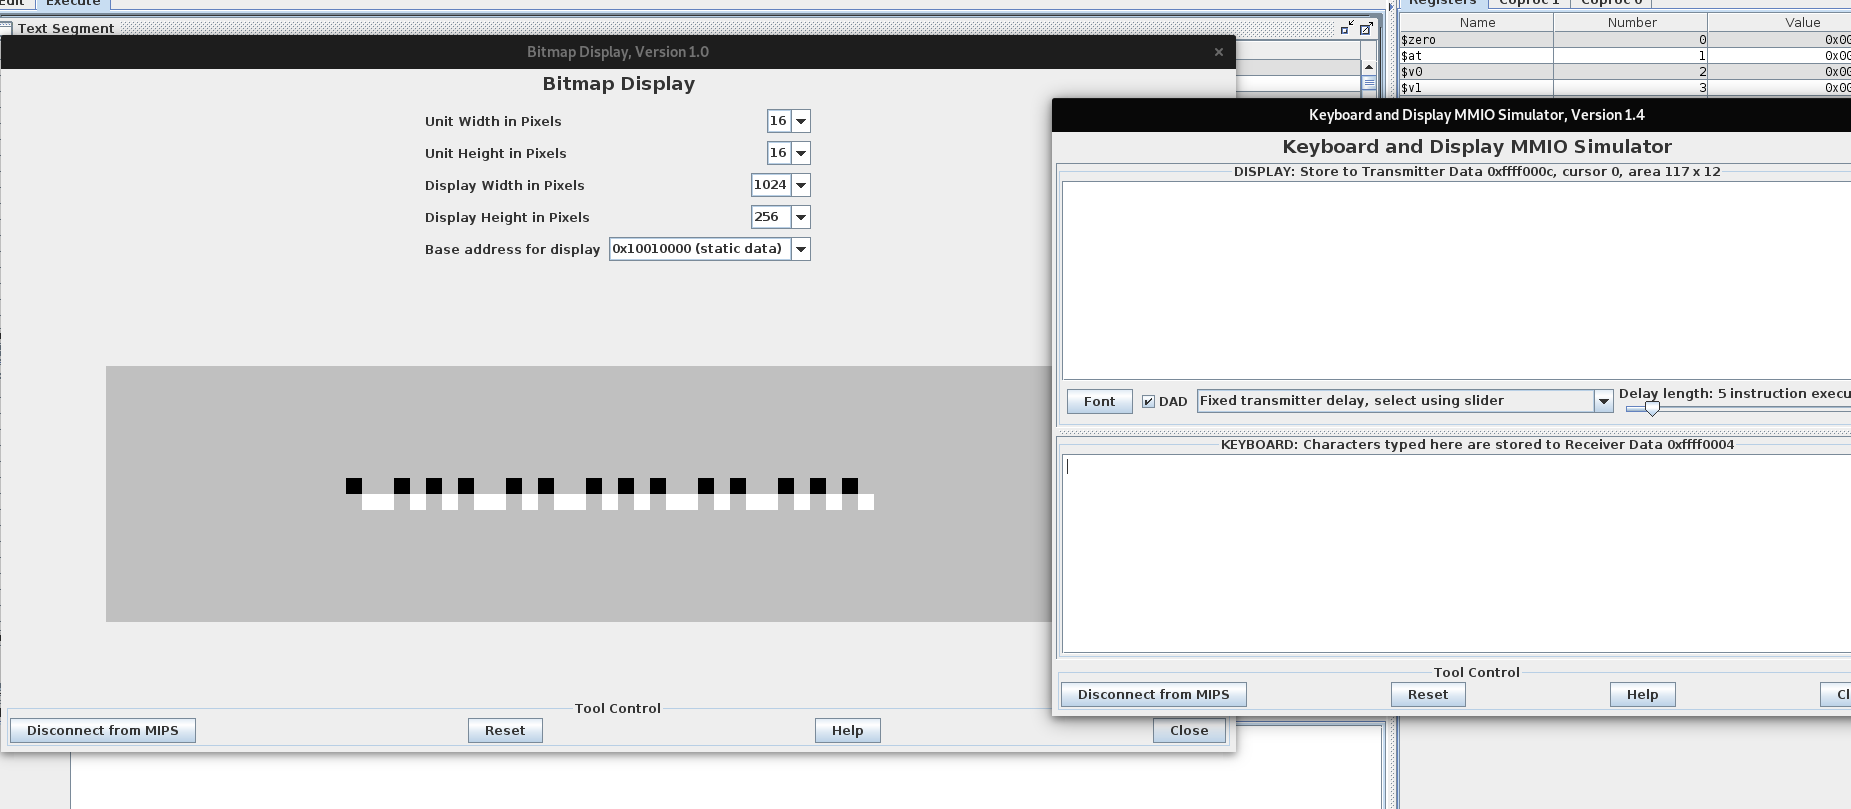 Edit
Execute
Text Segment
Bitmap Display, Version 1.0
×
Bitmap Display
Unit Width in Pixels
16
Unit Height in Pixels
16
Display Width in Pixels
1024
Display Height in Pixels
256
Base address for display
0x10010000 (static data)
Tool Control
Disconnect from MIPS
Reset
Help
Close
Registers
Coproc 1
Coproc 0
Name
Number
Value
$zero
0
0x00
$at
1
0x00
$v0
2
0x00
$v1
3
0x00
Keyboard and Display MMIO Simulator, Version 1.4
Keyboard and Display MMIO Simulator
DISPLAY: Store to Transmitter Data 0xffff000c, cursor 0, area 117 x 12
Font
DAD
Fixed transmitter delay, select using slider
Delay length: 5 instruction execu
KEYBOARD: Characters typed here are stored to Receiver Data 0xffff0004
Tool Control
Disconnect from MIPS
Reset
Help
Cl